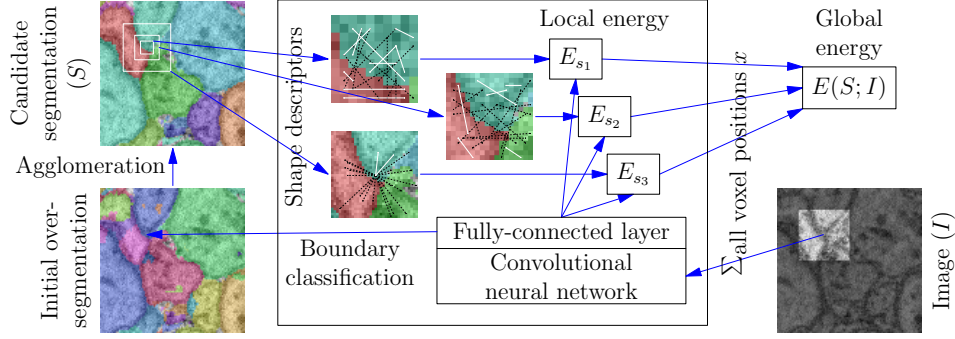 Candidate
segmentation
(S)
Agglomeration
Initial over-
segmentation
Shape descriptors
Local energy
E_{s_1}
E_{s_2}
E_{s_3}
Boundary
classification
Fully-connected layer
Convolutional
neural network
∑ all voxel positions x
Global
energy
E(S; I)
Image (I)